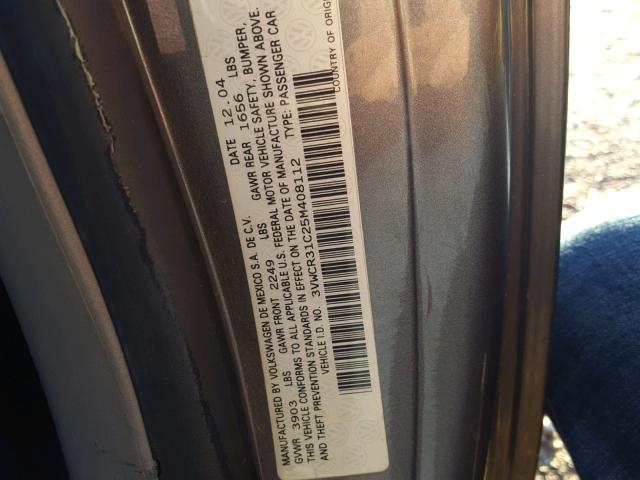 MANUFACTURED BY VOLKSWAGEN DE MEXICO S.A. DE C.V. DATE 12.04
GVWR 3903 LBS GAWR FRONT 2249 LBS GAWR REAR 1656 LBS
THIS VEHICLE CONFORMS TO ALL APPLICABLE U.S. FEDERAL MOTOR VEHICLE SAFETY, BUMPER,
AND THEFT PREVENTION STANDARDS IN EFFECT ON THE DATE OF MANUFACTURE SHOWN ABOVE.
VEHICLE I.D. NO. 3VWCR31C25M408112 TYPE: PASSENGER CAR
COUNTRY OF ORIG